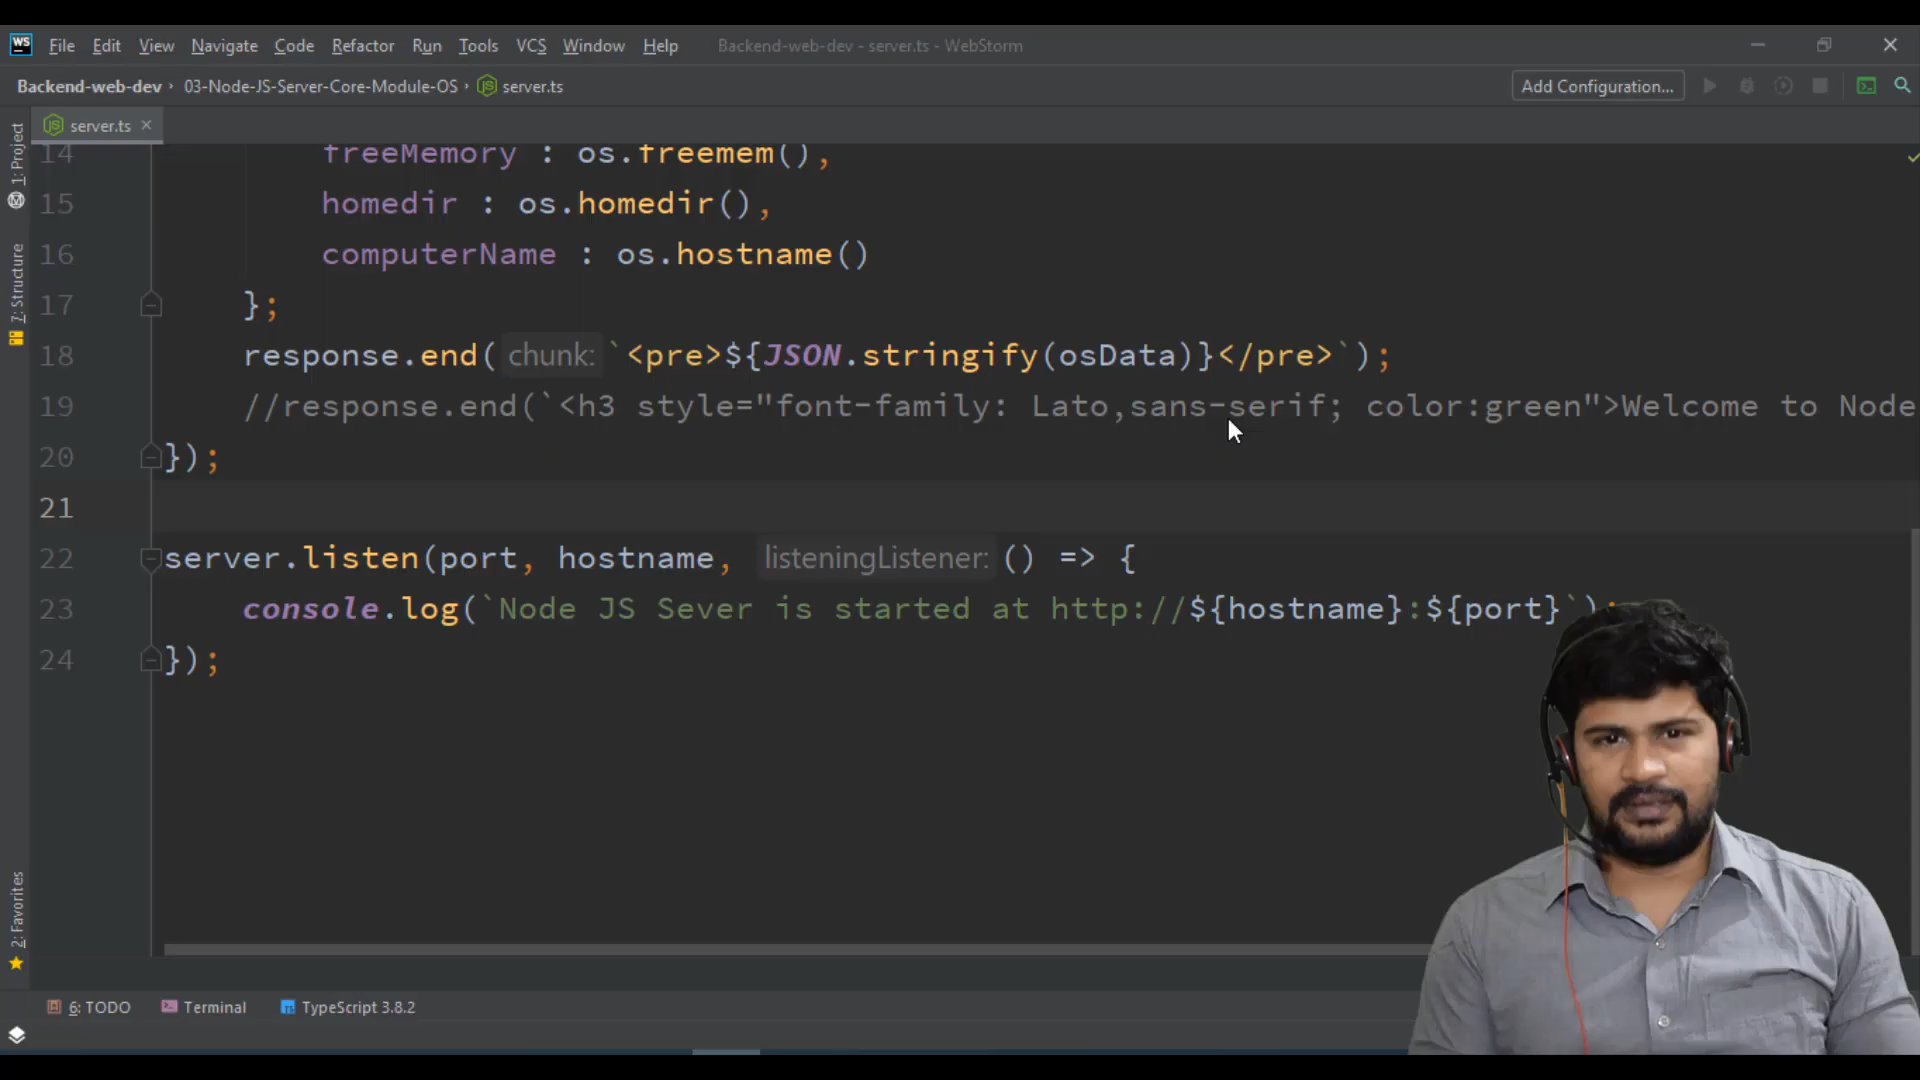 WS File Edit View Navigate Code Refactor Run Tools VCS Window Help Backend-web-dev - server.ts - WebStorm
Backend-web-dev › 03-Node-JS-Server-Core-Module-OS › server.ts Add Configuration...
server.ts
1: Project
7: Structure
2: Favorites
14 freeMemory : os.freemem(),
15 homedir : os.homedir(),
16 computerName : os.hostname()
17 };
18 response.end( chunk: `<pre>${JSON.stringify(osData)}</pre>`);
19 //response.end(`<h3 style="font-family: Lato,sans-serif; color:green">Welcome to Node
20 });
21
22 server.listen(port, hostname, listeningListener: () => {
23 console.log(`Node JS Sever is started at http://${hostname}:${port}`);
24 });
6: TODO Terminal TypeScript 3.8.2